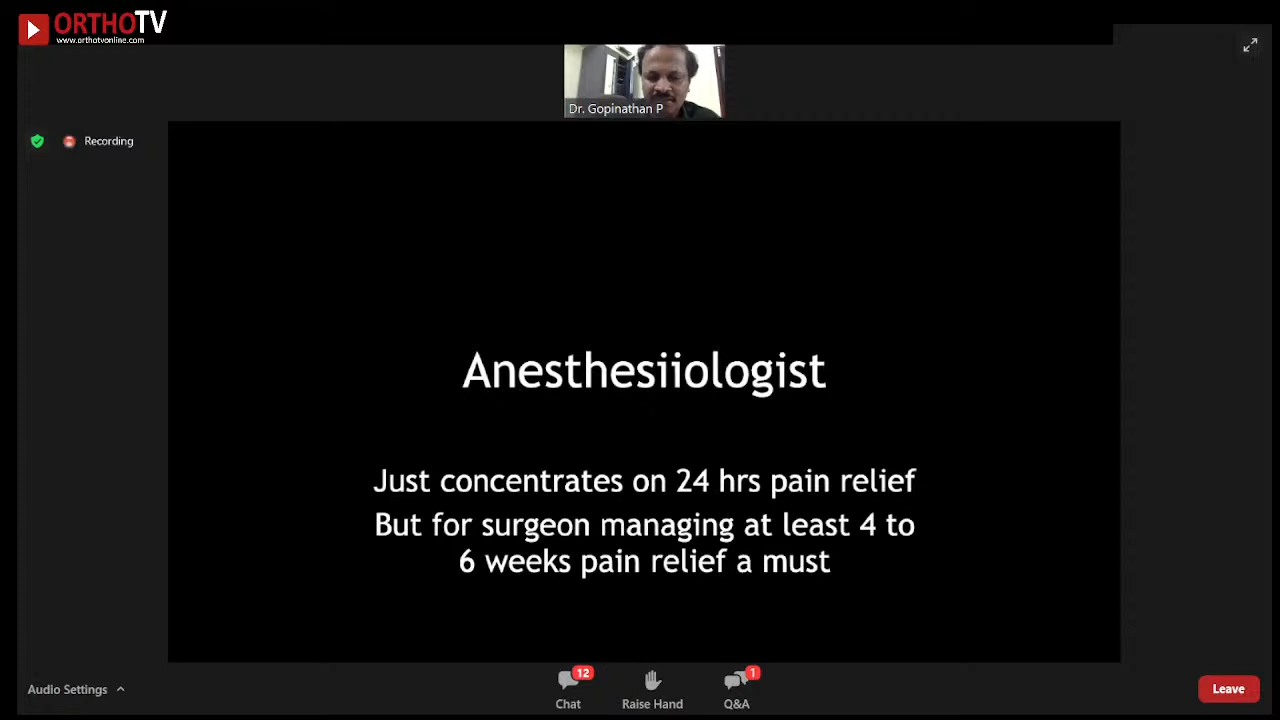 ORTHOTV
www.orthotvonline.com
Dr. Gopinathan P
Recording
Anesthesiiologist
Just concentrates on 24 hrs pain relief
But for surgeon managing at least 4 to
6 weeks pain relief a must
Audio Settings
12
Chat
Raise Hand
1
Q&A
Leave